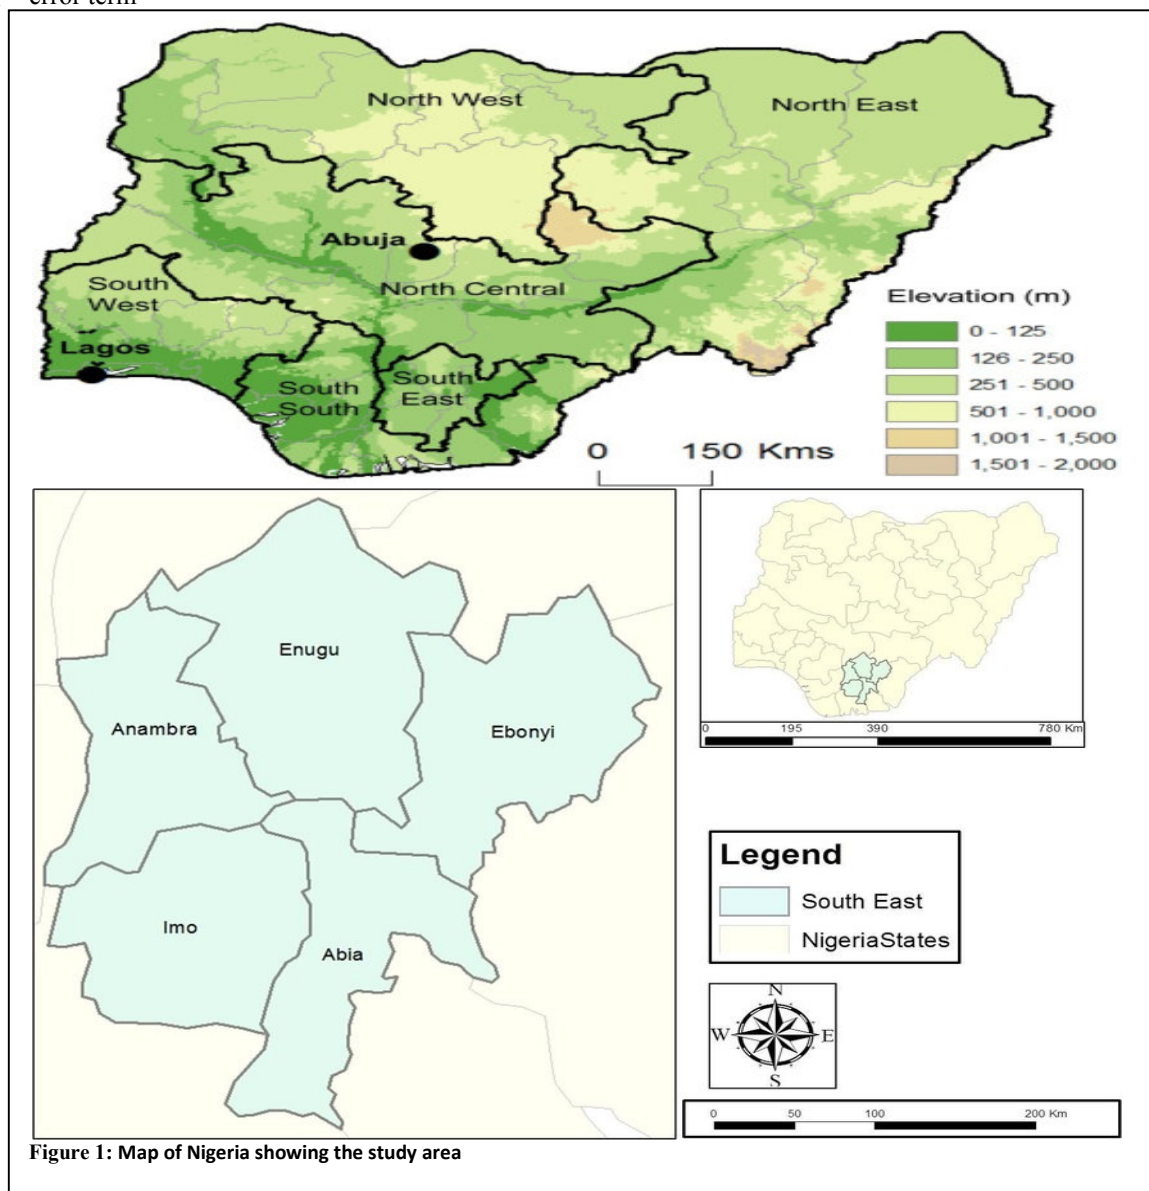 error term
North West
North East
Abuja
South
West
North Central
Lagos
South
South
South
East
Elevation (m)
0 - 125
126 - 250
251 - 500
501 - 1,000
1,001 - 1,500
1,501 - 2,000
0 150 Kms
Enugu
Anambra
Ebonyi
Imo
Abia
0 195 390 780 Km
Legend
South East
NigeriaStates
N
W E
S
0 50 100 200 Km
Figure 1: Map of Nigeria showing the study area